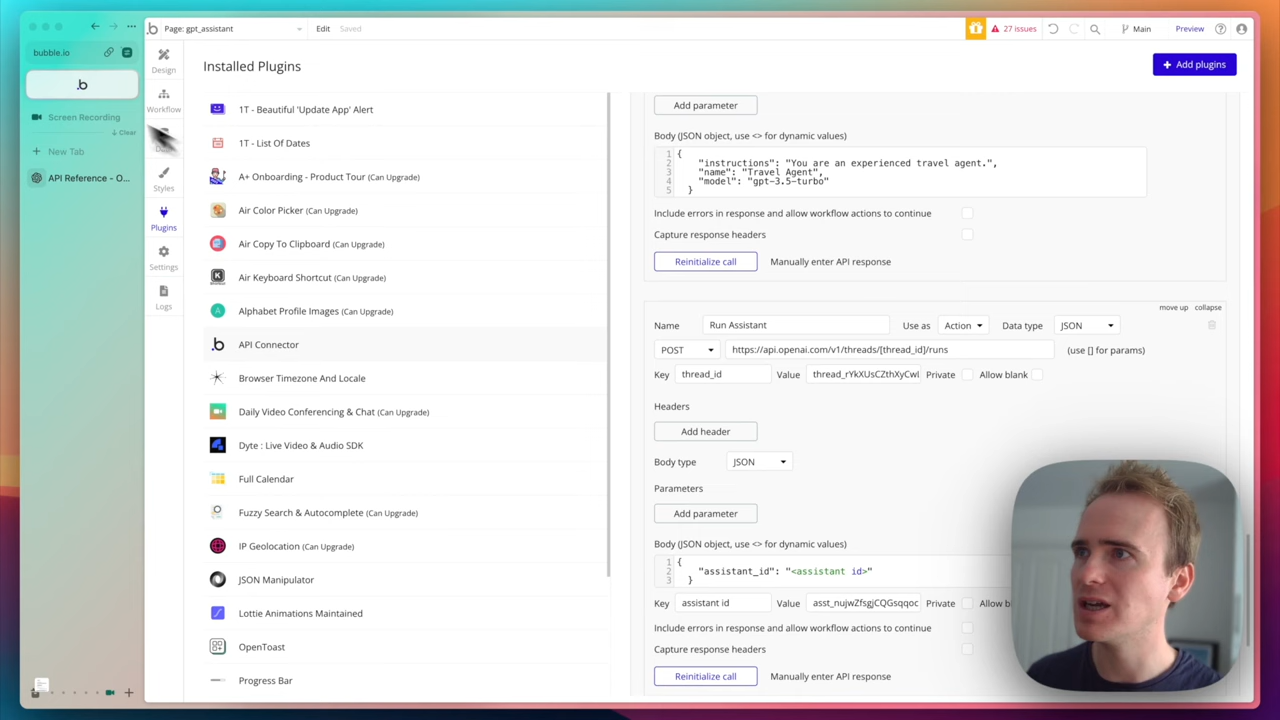 Page: gpt_assistant
Edit
Saved
27 issues
Main
Preview
bubble.io
Screen Recording
Clear
New Tab
API Reference - O...
Design
Workflow
Styles
Plugins
Settings
Logs
Installed Plugins
Add plugins
1T - Beautiful 'Update App' Alert
1T - List Of Dates
A+ Onboarding - Product Tour (Can Upgrade)
Air Color Picker (Can Upgrade)
Air Copy To Clipboard (Can Upgrade)
Air Keyboard Shortcut (Can Upgrade)
Alphabet Profile Images (Can Upgrade)
API Connector
Browser Timezone And Locale
Daily Video Conferencing & Chat (Can Upgrade)
Dyte : Live Video & Audio SDK
Full Calendar
Fuzzy Search & Autocomplete (Can Upgrade)
IP Geolocation (Can Upgrade)
JSON Manipulator
Lottie Animations Maintained
OpenToast
Progress Bar
Add parameter
Body (JSON object, use <> for dynamic values)
1 {
2 "instructions": "You are an experienced travel agent.",
3 "name": "Travel Agent",
4 "model": "gpt-3.5-turbo"
5 }
Include errors in response and allow workflow actions to continue
Capture response headers
Reinitialize call Manually enter API response
move up collapse
Name Run Assistant Use as Action Data type JSON
POST https://api.openai.com/v1/threads/[thread_id]/runs (use [] for params)
Key thread_id Value thread_rYkXUsCZthXyCwl Private Allow blank
Headers
Add header
Body type JSON
Parameters
Add parameter
Body (JSON object, use <> for dynamic values)
1 {
2 "assistant_id": "<assistant id>"
3 }
Key assistant id Value asst_nujwZfsgjCQGsqqoc Private Allow
Include errors in response and allow workflow actions to continue
Capture response headers
Reinitialize call Manually enter API response